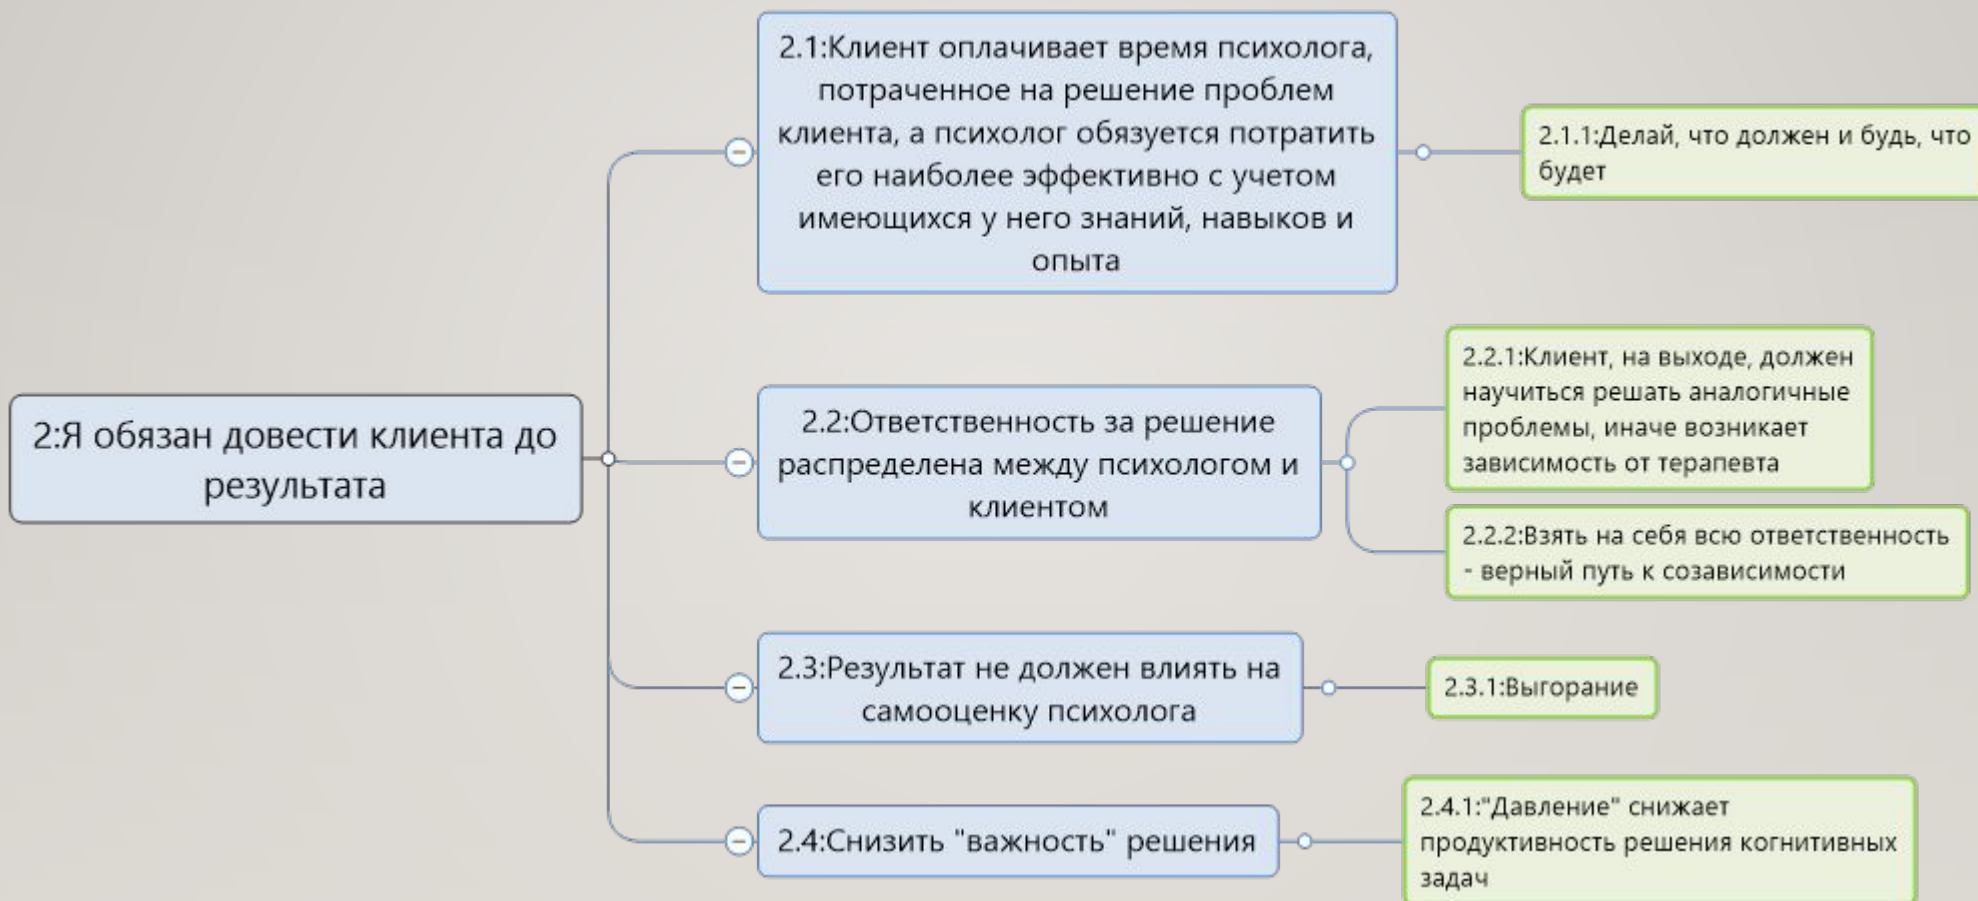 2:Я обязан довести клиента до
результата
2.1:Клиент оплачивает время психолога,
потраченное на решение проблем
клиента, а психолог обязуется потратить
его наиболее эффективно с учетом
имеющихся у него знаний, навыков и
опыта
2.1.1:Делай, что должен и будь, что
будет
2.2:Ответственность за решение
распределена между психологом и
клиентом
2.2.1:Клиент, на выходе, должен
научиться решать аналогичные
проблемы, иначе возникает
зависимость от терапевта
2.2.2:Взять на себя всю ответственность
- верный путь к созависимости
2.3:Результат не должен влиять на
самооценку психолога
2.3.1:Выгорание
2.4:Снизить "важность" решения
2.4.1:"Давление" снижает
продуктивность решения когнитивных
задач